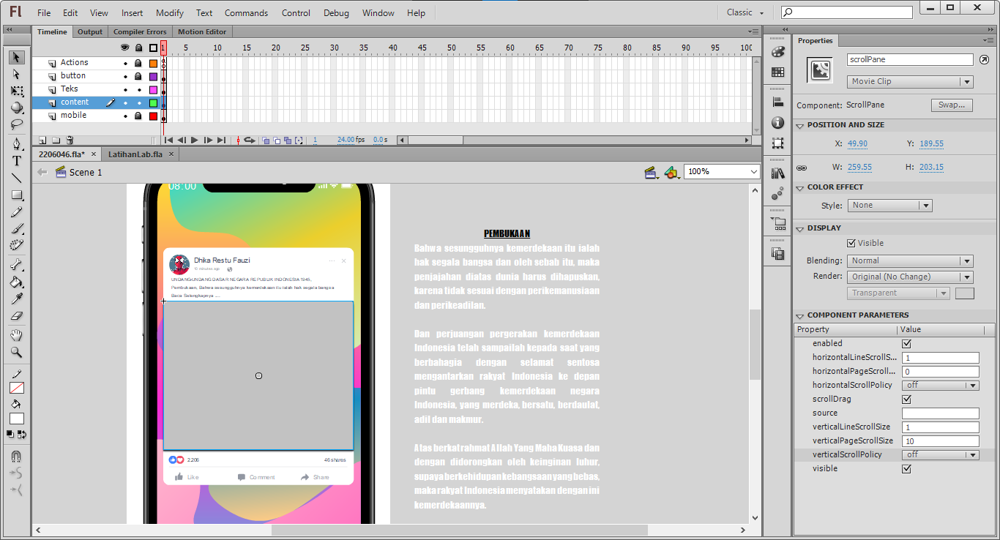 Fl File Edit View Insert Modify Text Commands Control Debug Window Help Classic
Timeline Output Compiler Errors Motion Editor
1 5 10 15 20 25 30 35 40 45 50 55 60 65 70 75 80 85 90 95 100
Actions
button
Teks
content
mobile
1 24.00 fps 0.0 s
2206046.fla* × LatihanLab.fla ×
Scene 1 100%
08:00
Dhika Restu Fauzi
10 minutes ago
UNDANG-UNDANG DASAR NEGARA REPUBLIK INDONESIA 1945,
Pembukaan, Bahwa sesungguhnya kemerdekaan itu ialah hak segala bangsa
Baca Selengkapnya ....
2.206 46 shares
Like Comment Share
PEMBUKAAN
Bahwa sesungguhnya kemerdekaan itu ialah
hak segala bangsa dan oleh sebab itu, maka
penjajahan diatas dunia harus dihapuskan,
karena tidak sesuai dengan perikemanusiaan
dan perikeadilan.
Dan perjuangan pergerakan kemerdekaan
Indonesia telah sampailah kepada saat yang
berbahagia dengan selamat sentosa
mengantarkan rakyat Indonesia ke depan
pintu gerbang kemerdekaan negara
Indonesia, yang merdeka, bersatu, berdaulat,
adil dan makmur.
Atas berkat rahmat Allah Yang Maha Kuasa dan
dengan didorongkan oleh keinginan luhur,
supaya berkehidupan kebangsaan yang bebas,
maka rakyat Indonesia menyatakan dengan ini
kemerdekaannya.
Properties
scrollPane
Movie Clip
Component: ScrollPane Swap...
POSITION AND SIZE
X: 49.90 Y: 189.55
W: 259.55 H: 203.15
COLOR EFFECT
Style: None
DISPLAY
Visible
Blending: Normal
Render: Original (No Change)
Transparent
COMPONENT PARAMETERS
Property Value
enabled
horizontalLineScrollS... 1
horizontalPageScroll... 0
horizontalScrollPolicy off
scrollDrag
source
verticalLineScrollSize 1
verticalPageScrollSize 10
verticalScrollPolicy off
visible